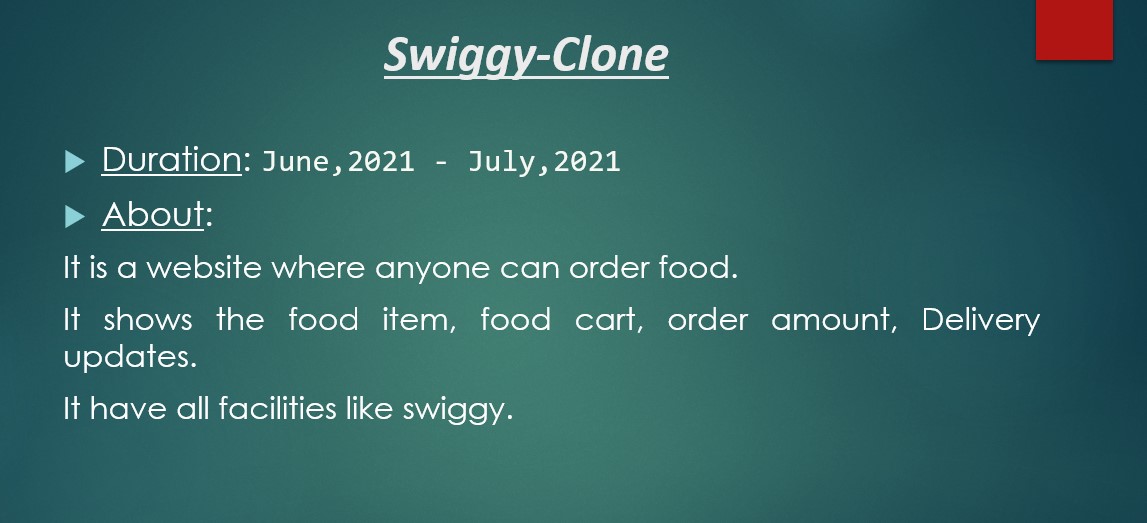 Swiggy-Clone
Duration: June,2021 - July,2021
About:
It is a website where anyone can order food.
It shows the food item, food cart, order amount, Delivery
updates.
It have all facilities like swiggy.